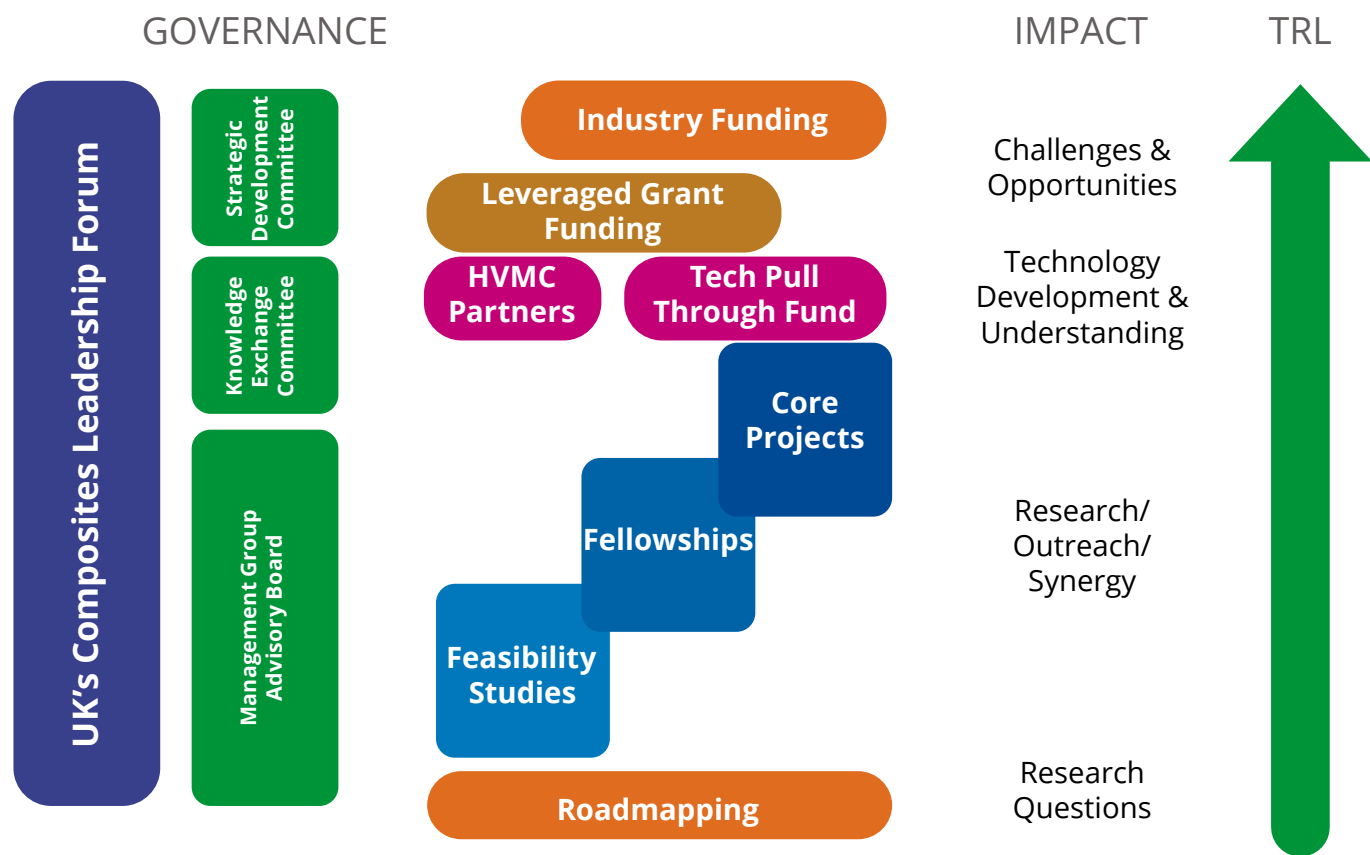 GOVERNANCE
IMPACT
TRL
UK's Composites Leadership Forum
Strategic
Development
Committee
Knowledge
Exchange
Committee
Management Group
Advisory Board
Industry Funding
Leveraged Grant
Funding
HVMC
Partners
Tech Pull
Through Fund
Core
Projects
Fellowships
Feasibility
Studies
Roadmapping
Challenges &
Opportunities
Technology
Development &
Understanding
Research/
Outreach/
Synergy
Research
Questions